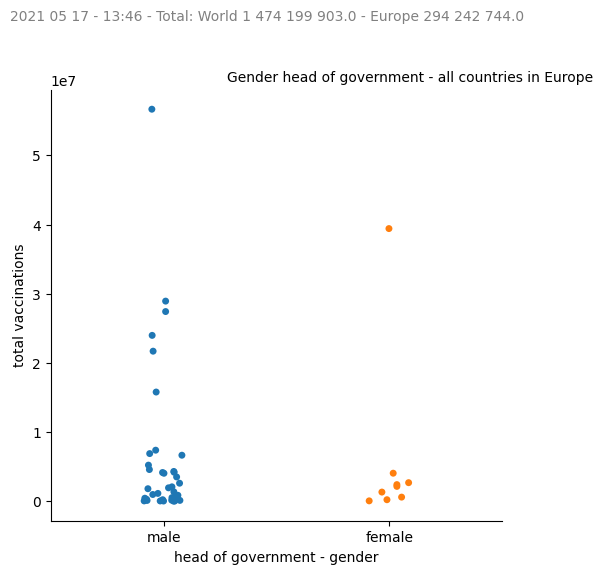 2021 05 17 - 13:46 - Total: World 1 474 199 903.0 - Europe 294 242 744.0
Gender head of government - all countries in Europe
1e7
5
4
3
2
1
0
total vaccinations
male
female
head of government - gender